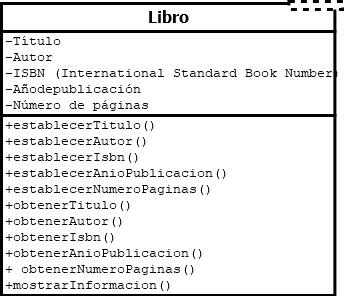 Libro
-Título
-Autor
-ISBN (International Standard Book Number)
-Añodepublicación
-Número de páginas
+establecerTitulo()
+establecerAutor()
+establecerIsbn()
+establecerAnioPublicacion()
+establecerNumeroPaginas()
+obtenerTitulo()
+obtenerAutor()
+obtenerIsbn()
+obtenerAnioPublicacion()
+ obtenerNumeroPaginas()
+mostrarInformacion()